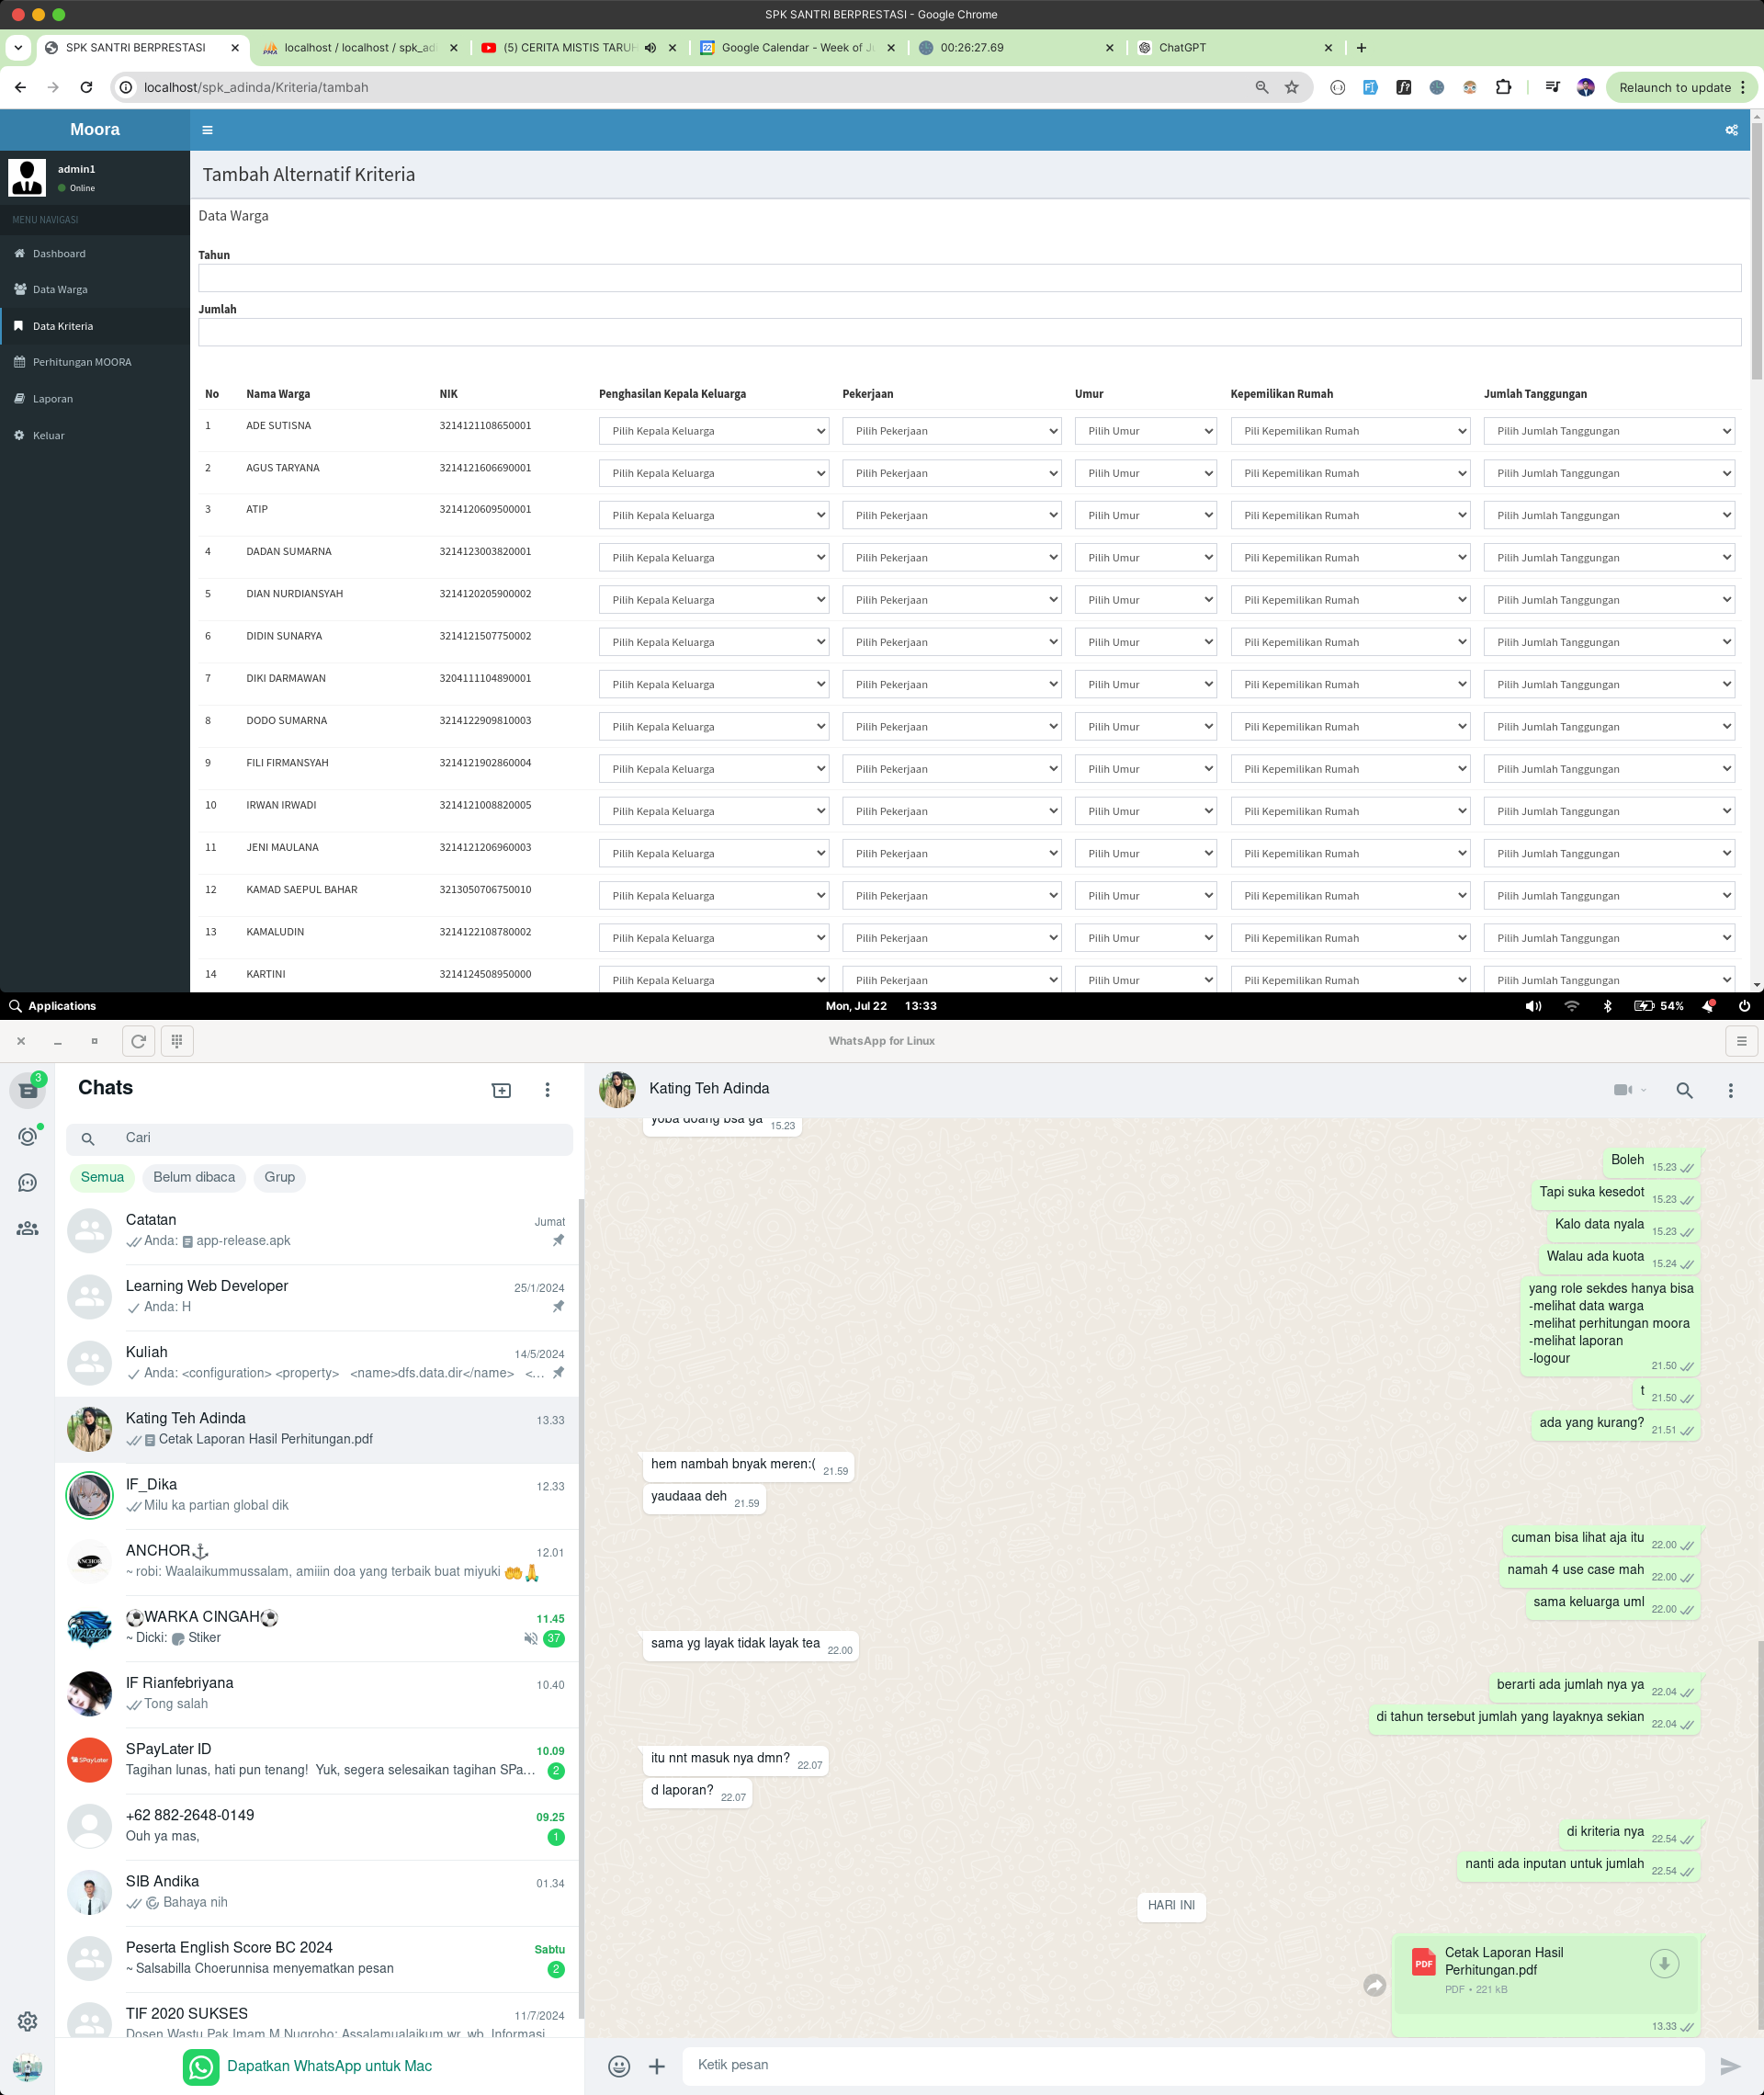 SPK SANTRI BERPRESTASI - Google Chrome
SPK SANTRI BERPRESTASI
localhost / localhost / spk_adi
(5) CERITA MISTIS TARUH
Google Calendar - Week of J
00:26:27.69
ChatGPT
localhost/spk_adinda/Kriteria/tambah
Relaunch to update
Moora
admin1
Online
MENU NAVIGASI
Dashboard
Data Warga
Data Kriteria
Perhitungan MOORA
Laporan
Keluar
Tambah Alternatif Kriteria
Data Warga
Tahun
Jumlah
No Nama Warga NIK Penghasilan Kepala Keluarga Pekerjaan Umur Kepemilikan Rumah Jumlah Tanggungan
1 ADE SUTISNA 3214121108650001 Pilih Kepala Keluarga Pilih Pekerjaan Pilih Umur Pili Kepemilikan Rumah Pilih Jumlah Tanggungan
2 AGUS TARYANA 3214121606690001 Pilih Kepala Keluarga Pilih Pekerjaan Pilih Umur Pili Kepemilikan Rumah Pilih Jumlah Tanggungan
3 ATIP 3214120609500001 Pilih Kepala Keluarga Pilih Pekerjaan Pilih Umur Pili Kepemilikan Rumah Pilih Jumlah Tanggungan
4 DADAN SUMARNA 3214123003820001 Pilih Kepala Keluarga Pilih Pekerjaan Pilih Umur Pili Kepemilikan Rumah Pilih Jumlah Tanggungan
5 DIAN NURDIANSYAH 3214120205900002 Pilih Kepala Keluarga Pilih Pekerjaan Pilih Umur Pili Kepemilikan Rumah Pilih Jumlah Tanggungan
6 DIDIN SUNARYA 3214121507750002 Pilih Kepala Keluarga Pilih Pekerjaan Pilih Umur Pili Kepemilikan Rumah Pilih Jumlah Tanggungan
7 DIKI DARMAWAN 3204111104890001 Pilih Kepala Keluarga Pilih Pekerjaan Pilih Umur Pili Kepemilikan Rumah Pilih Jumlah Tanggungan
8 DODO SUMARNA 3214122909810003 Pilih Kepala Keluarga Pilih Pekerjaan Pilih Umur Pili Kepemilikan Rumah Pilih Jumlah Tanggungan
9 FILI FIRMANSYAH 3214121902860004 Pilih Kepala Keluarga Pilih Pekerjaan Pilih Umur Pili Kepemilikan Rumah Pilih Jumlah Tanggungan
10 IRWAN IRWADI 3214121008820005 Pilih Kepala Keluarga Pilih Pekerjaan Pilih Umur Pili Kepemilikan Rumah Pilih Jumlah Tanggungan
11 JENI MAULANA 3214121206960003 Pilih Kepala Keluarga Pilih Pekerjaan Pilih Umur Pili Kepemilikan Rumah Pilih Jumlah Tanggungan
12 KAMAD SAEPUL BAHAR 3213050706750010 Pilih Kepala Keluarga Pilih Pekerjaan Pilih Umur Pili Kepemilikan Rumah Pilih Jumlah Tanggungan
13 KAMALUDIN 3214122108780002 Pilih Kepala Keluarga Pilih Pekerjaan Pilih Umur Pili Kepemilikan Rumah Pilih Jumlah Tanggungan
14 KARTINI 3214124508950000 Pilih Kepala Keluarga Pilih Pekerjaan Pilih Umur Pili Kepemilikan Rumah Pilih Jumlah Tanggungan
Applications Mon, Jul 22 13:33 54%
WhatsApp for Linux
3
Chats
Cari
Semua Belum dibaca Grup
Catatan Jumat
Anda: app-release.apk
Learning Web Developer 25/1/2024
Anda: H
Kuliah 14/5/2024
Anda: <configuration> <property> <name>dfs.data.dir</name> <...
Kating Teh Adinda 13.33
Cetak Laporan Hasil Perhitungan.pdf
IF_Dika 12.33
Milu ka partian global dik
ANCHOR⚓ 12.01
~ robi: Waalaikummussalam, amiiin doa yang terbaik buat miyuki 🤲🙏
⚽WARKA CINGAH⚽ 11.45
~ Dicki: Stiker 37
IF Rianfebriyana 10.40
Tong salah
SPayLater ID 10.09
Tagihan lunas, hati pun tenang! Yuk, segera selesaikan tagihan SPa... 2
+62 882-2648-0149 09.25
Ouh ya mas, 1
SIB Andika 01.34
Bahaya nih
Peserta English Score BC 2024 Sabtu
~ Salsabilla Choerunnisa menyematkan pesan 2
TIF 2020 SUKSES 11/7/2024
Dosen Wastu Pak Imam M Nugroho: Assalamualaikum wr. wb. Informasi
Dapatkan WhatsApp untuk Mac
Kating Teh Adinda
yoba doang bsa ga 15.23
Boleh 15.23
Tapi suka kesedot 15.23
Kalo data nyala 15.23
Walau ada kuota 15.24
yang role sekdes hanya bisa
-melihat data warga
-melihat perhitungan moora
-melihat laporan
-logour 21.50
t 21.50
ada yang kurang? 21.51
hem nambah bnyak meren:( 21.59
yaudaaa deh 21.59
cuman bisa lihat aja itu 22.00
namah 4 use case mah 22.00
sama keluarga uml 22.00
sama yg layak tidak layak tea 22.00
berarti ada jumlah nya ya 22.04
di tahun tersebut jumlah yang layaknya sekian 22.04
itu nnt masuk nya dmn? 22.07
d laporan? 22.07
di kriteria nya 22.54
nanti ada inputan untuk jumlah 22.54
HARI INI
PDF
Cetak Laporan Hasil
Perhitungan.pdf
PDF • 221 kB
13.33
Ketik pesan